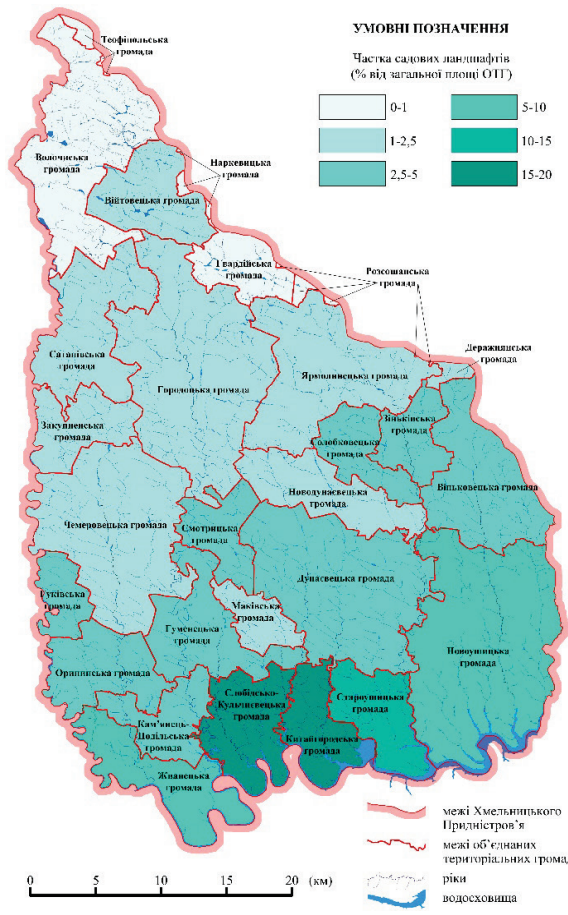 УМОВНІ ПОЗНАЧЕННЯ
Частка садових ландшафтів
(% від загальної площі ОТГ)
0-1
1-2,5
2,5-5
5-10
10-15
15-20
Теофіпольська
громада
Волочиська
громада
Наркевицька
громада
Війтовецька громада
Гвардійська
громада
Розсошанська
громада
Деражнянська
громада
Сатанівська
громада
Городоцька громада
Ярмолинецька громада
Закупненська
громада
Солобковецька
громада
Зіньківська
громада
Віньковецька громада
Новодунаєвецька
громада
Чемеровецька громада
Смотрицька
громада
Дунаєвецька громада
Гуківська
громада
Маківська
громада
Гуменецька
громада
Новоушицька
громада
Орининська громада
Слобідсько-
Кульчиєвецька
громада
Староушицька
громада
Кам’янець-
Подільська
громада
Китайгородська
громада
Жванецька
громада
межі Хмельницького
Придністров’я
межі об’єднаних
територіальних громад
ріки
водосховища
0 5 10 15 20 (км)